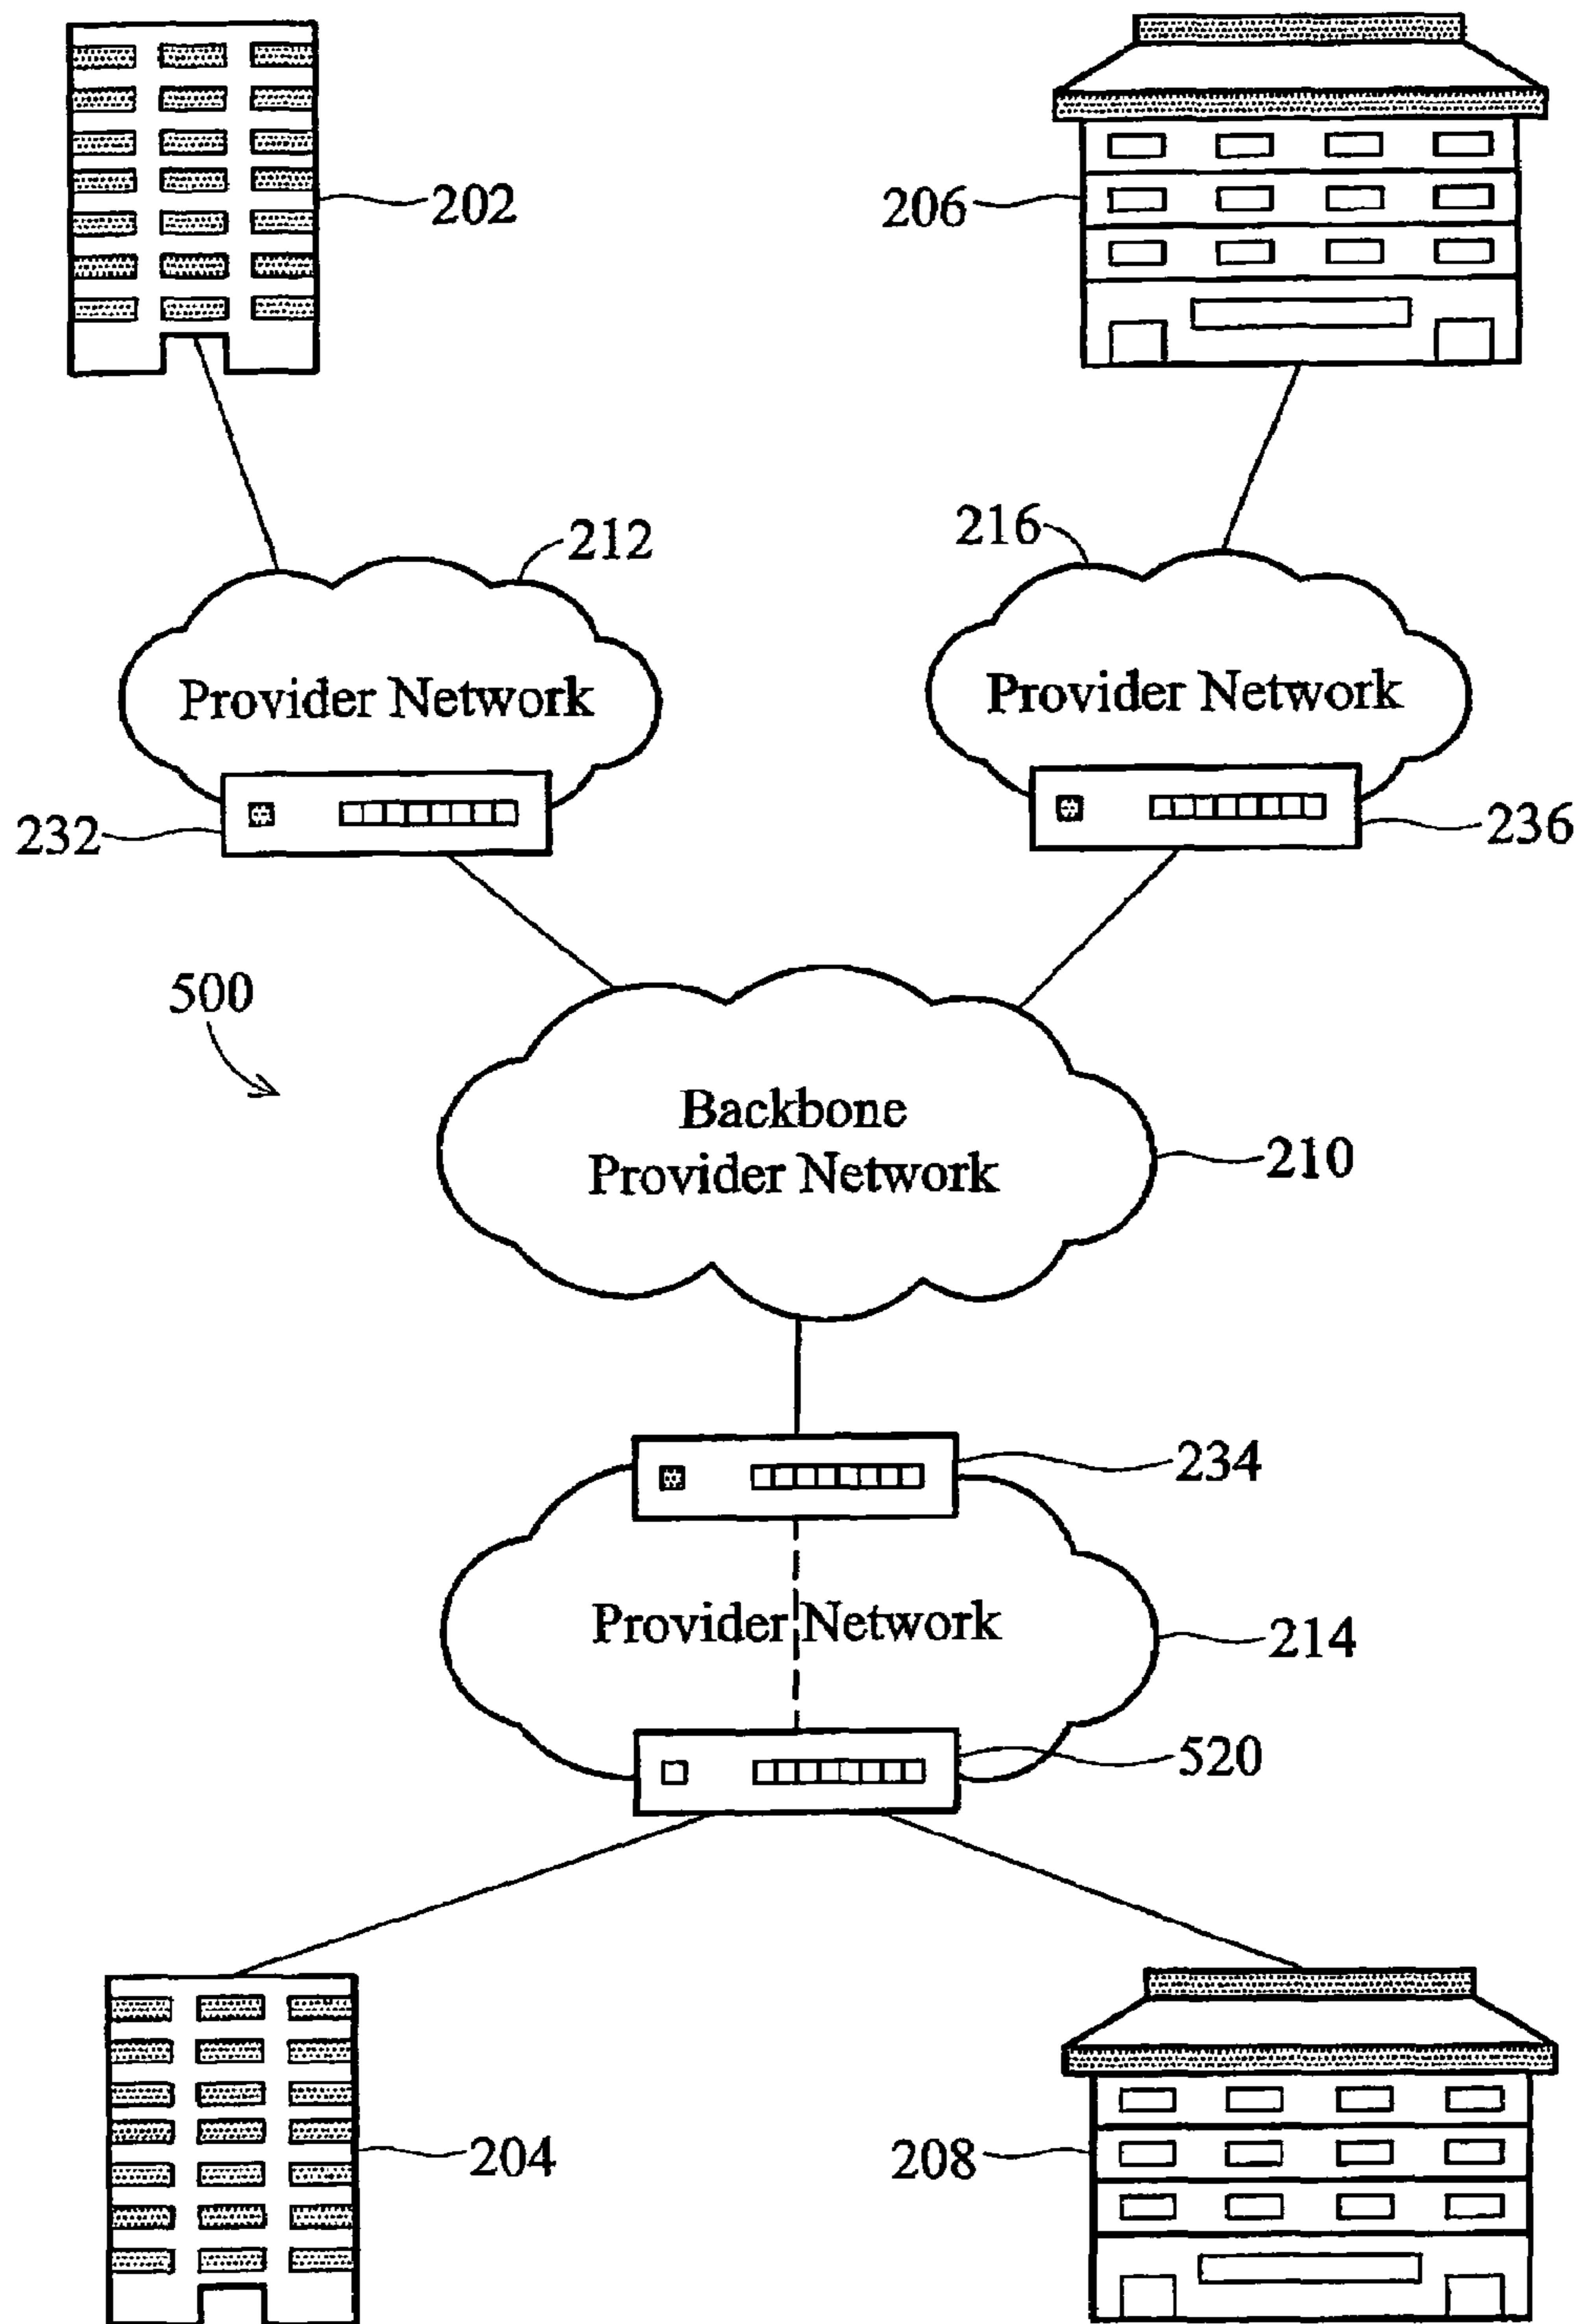 202
206
212
216
Provider Network
Provider Network
232
236
500
Backbone
Provider Network
210
234
Provider Network
214
520
204
208